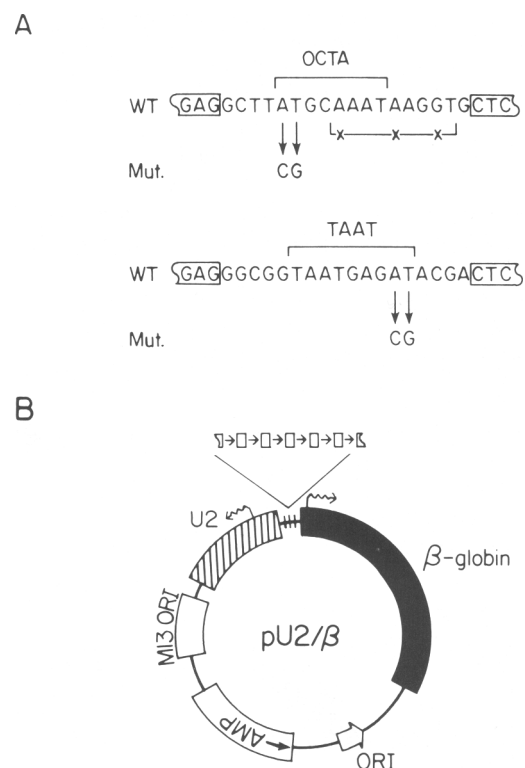 A
OCTA
WT GAGGCTTATGCAAATAAGGTGCTC
x x x
Mut. CG
TAAT
WT GAGGGCGGTAATGAGATACGACTC
Mut. CG
B
U2
β-globin
M13 ORI
pU2/β
AMP
ORI